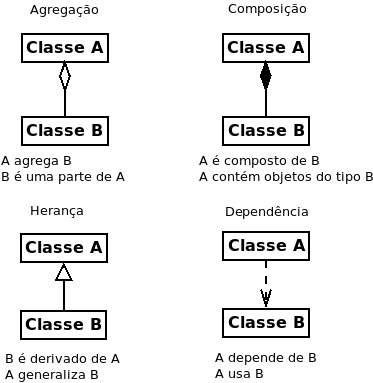 Agregação
Classe A
Classe B
A agrega B
B é uma parte de A
Composição
Classe A
Classe B
A é composto de B
A contém objetos do tipo B
Herança
Classe A
Classe B
B é derivado de A
A generaliza B
Dependência
Classe A
Classe B
A depende de B
A usa B